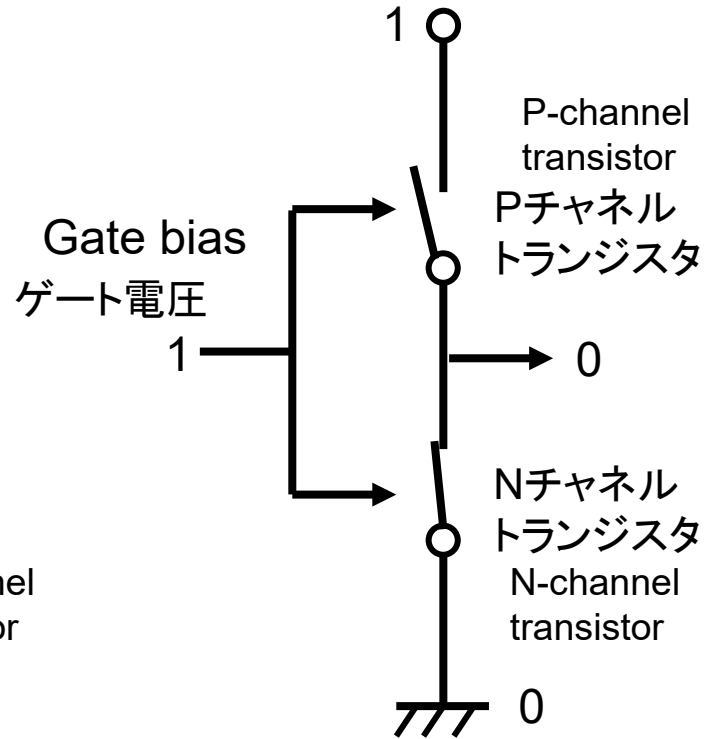 1
P-channel
transistor
Pチャネル
トランジスタ
Gate bias
ゲート電圧
1
0
Nチャネル
トランジスタ
N-channel
transistor
0